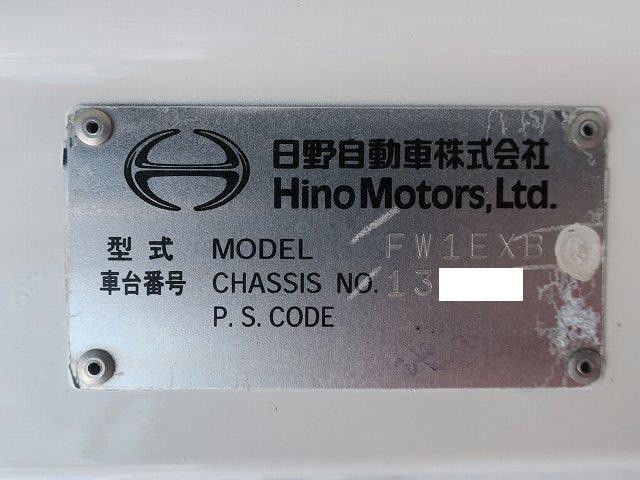 日野自動車株式会社
Hino Motors, Ltd.
型式 MODEL FW1EXB
車台番号 CHASSIS NO. 13
P. S. CODE